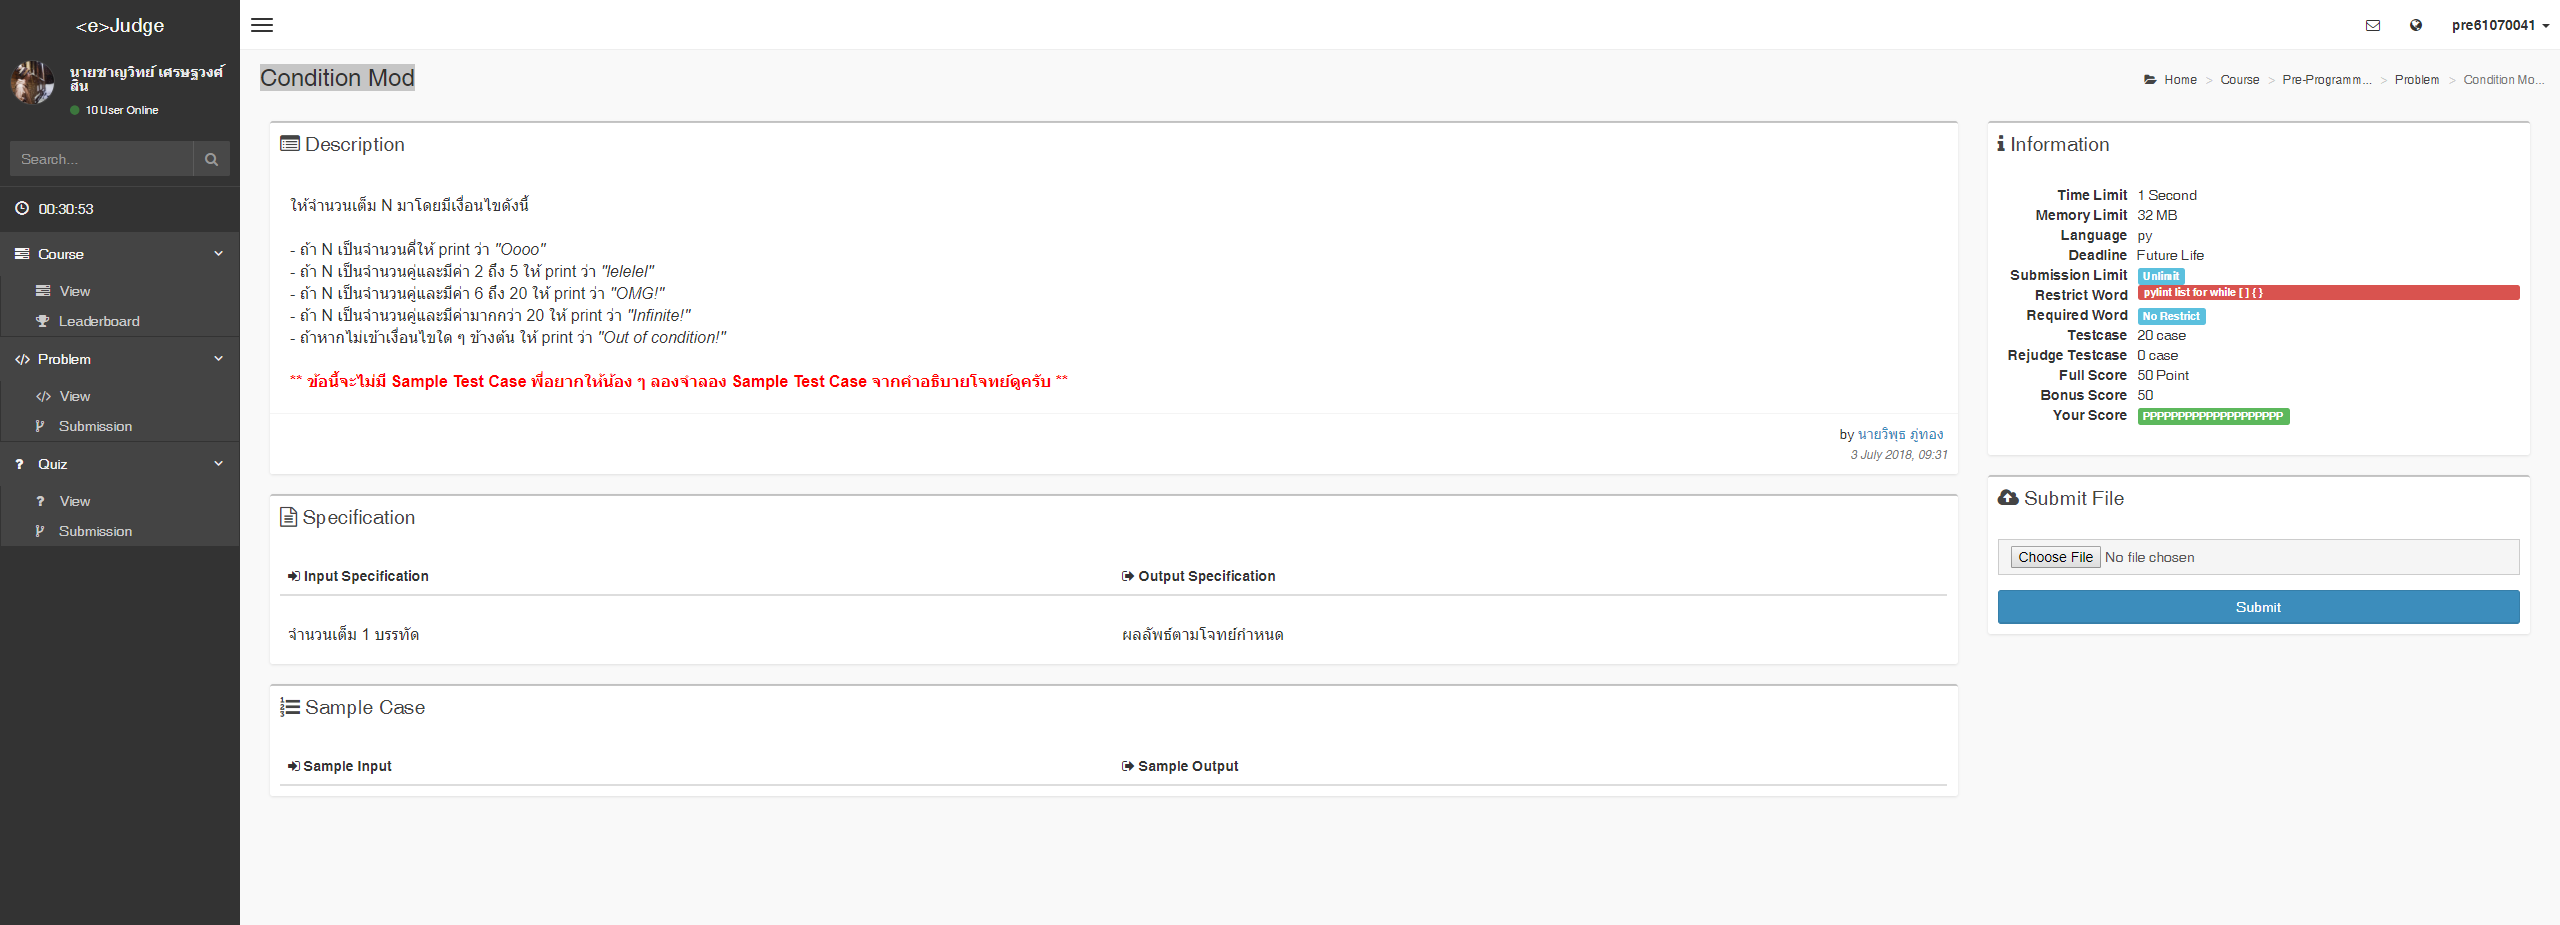 <e>Judge
pre61070041
นายชาญวิทย์ เศรษฐวงศ์
สิน
10 User Online
Search...
00:30:53
Course
View
Leaderboard
Problem
View
Submission
Quiz
View
Submission
Condition Mod
Home > Course > Pre-Programm... > Problem > Condition Mo...
Description
ให้จำนวนเต็ม N มาโดยมีเงื่อนไขดังนี้
- ถ้า N เป็นจำนวนคี่ให้ print ว่า "Oooo"
- ถ้า N เป็นจำนวนคู่และมีค่า 2 ถึง 5 ให้ print ว่า "lelelel"
- ถ้า N เป็นจำนวนคู่และมีค่า 6 ถึง 20 ให้ print ว่า "OMG!"
- ถ้า N เป็นจำนวนคู่และมีค่ามากกว่า 20 ให้ print ว่า "Infinite!"
- ถ้าหากไม่เข้าเงื่อนไขใด ๆ ข้างต้น ให้ print ว่า "Out of condition!"
** ข้อนี้จะไม่มี Sample Test Case พี่อยากให้น้อง ๆ ลองจำลอง Sample Test Case จากคำอธิบายโจทย์ดูครับ **
by นายวิพุธ ภู่ทอง
3 July 2018, 09:31
Specification
Input Specification
Output Specification
จำนวนเต็ม 1 บรรทัด
ผลลัพธ์ตามโจทย์กำหนด
Sample Case
Sample Input
Sample Output
Information
Time Limit 1 Second
Memory Limit 32 MB
Language py
Deadline Future Life
Submission Limit Unlimit
Restrict Word pylint list for while [ ] { }
Required Word No Restrict
Testcase 20 case
Rejudge Testcase 0 case
Full Score 50 Point
Bonus Score 50
Your Score PPPPPPPPPPPPPPPPPPPP
Submit File
Choose File No file chosen
Submit